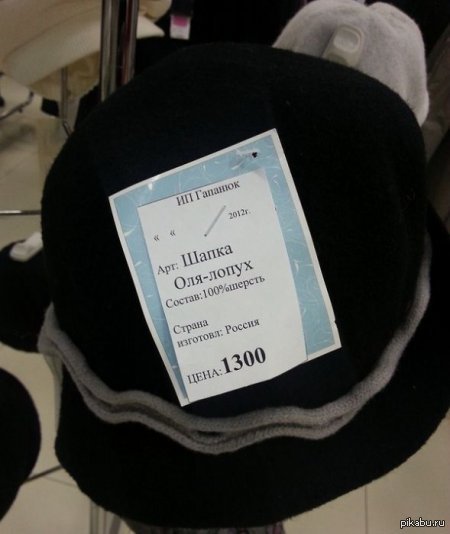 ИП Гапанюк
« « 2012г.
Арт: Шапка
Оля-лопух
Состав:100%шерсть
Страна
изготовл: Россия
ЦЕНА:1300
pikabu.ru